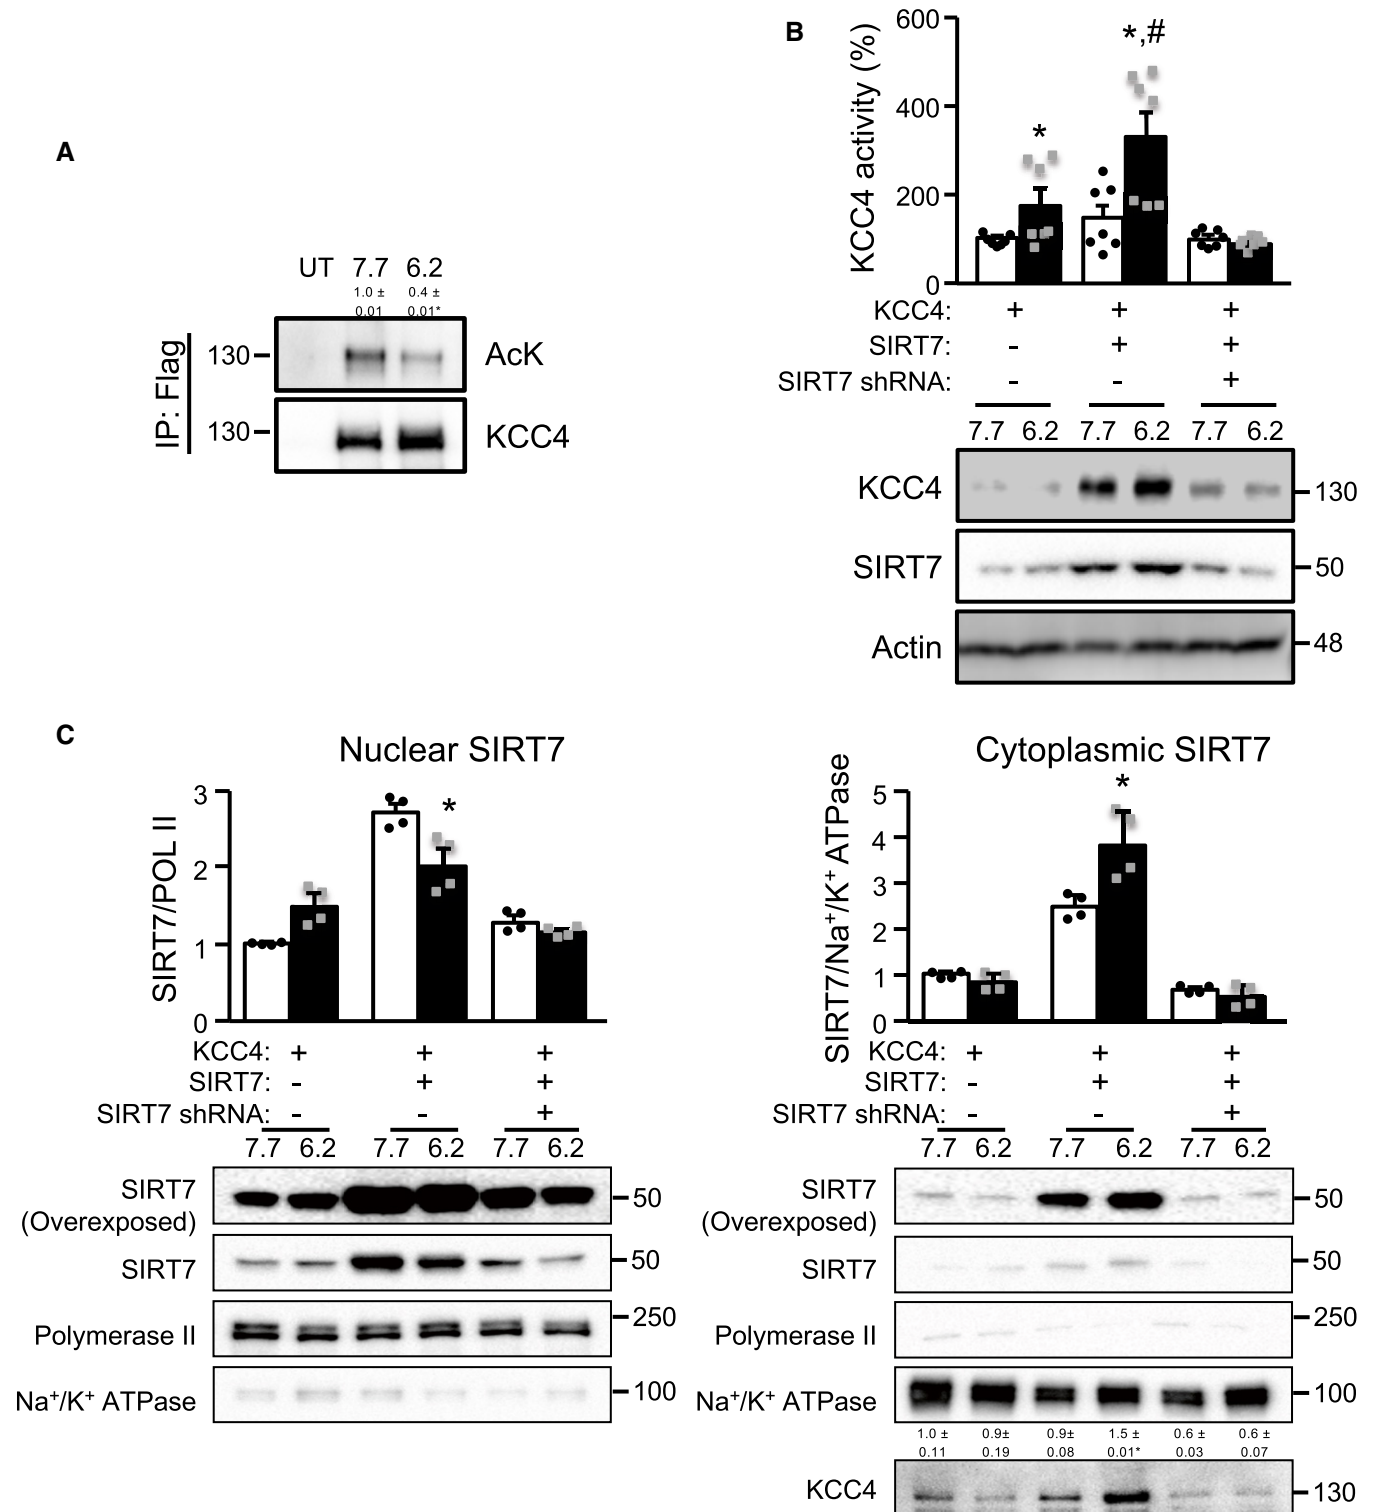 A
UT 7.7 6.2
1.0 ± 0.4 ±
0.01 0.01*
IP: Flag
130 AcK
130 KCC4
B
KCC4 activity (%)
600
400
200
0
*
*,#
KCC4: + + +
SIRT7: - + +
SIRT7 shRNA: - - +
7.7 6.2 7.7 6.2 7.7 6.2
KCC4 130
SIRT7 50
Actin 48
C
Nuclear SIRT7
SIRT7/POL II
3
2
1
0
*
KCC4: + + +
SIRT7: - + +
SIRT7 shRNA: - - +
7.7 6.2 7.7 6.2 7.7 6.2
SIRT7
(Overexposed)
50
SIRT7 50
Polymerase II 250
Na⁺/K⁺ ATPase 100
Cytoplasmic SIRT7
SIRT7/Na⁺/K⁺ ATPase
5
4
3
2
1
0
*
KCC4: + + +
SIRT7: - + +
SIRT7 shRNA: - - +
7.7 6.2 7.7 6.2 7.7 6.2
SIRT7
(Overexposed)
50
SIRT7 50
Polymerase II 250
Na⁺/K⁺ ATPase 100
1.0 ± 0.9± 0.9± 1.5 ± 0.6 ± 0.6 ±
0.11 0.19 0.08 0.01* 0.03 0.07
KCC4 130